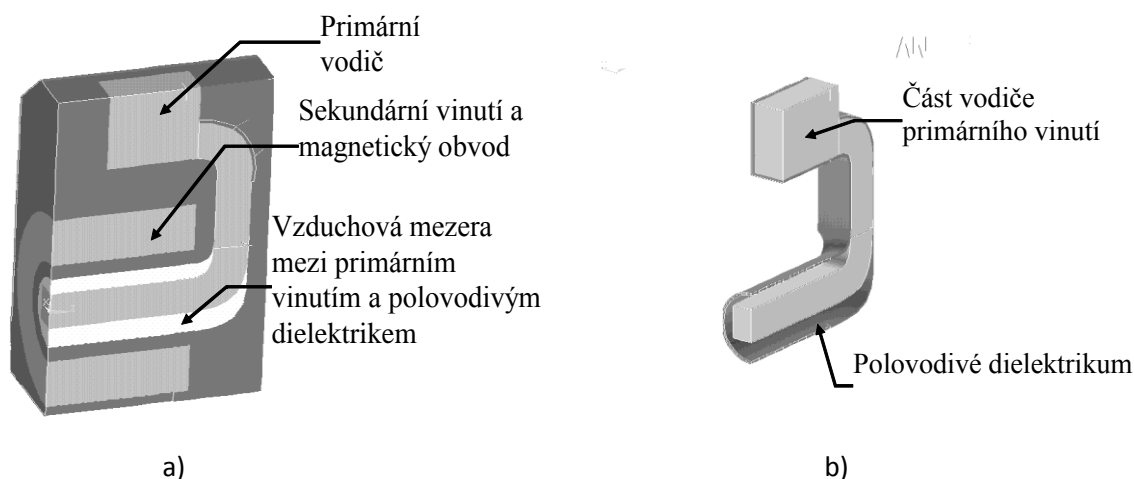 Primární
vodič
Sekundární vinutí a
magnetický obvod
Vzduchová mezera
mezi primárním
vinutím a polovodivým
dielektrikem
a)
Část vodiče
primárního vinutí
Polovodivé dielektrikum
b)